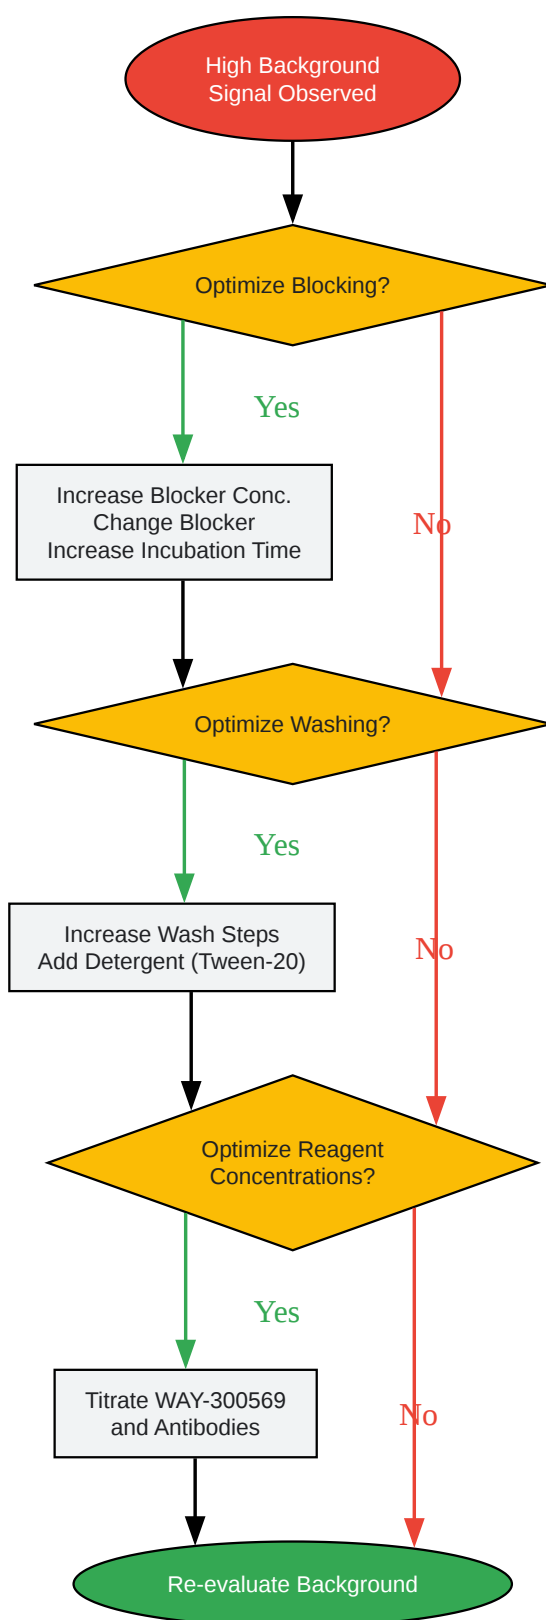 High Background
Signal Observed
Optimize Blocking?
Yes
Increase Blocker Conc.
Change Blocker
Increase Incubation Time
No
Optimize Washing?
Yes
Increase Wash Steps
Add Detergent (Tween-20)
No
Optimize Reagent
Concentrations?
Yes
Titrate WAY-300569
and Antibodies
No
Re-evaluate Background